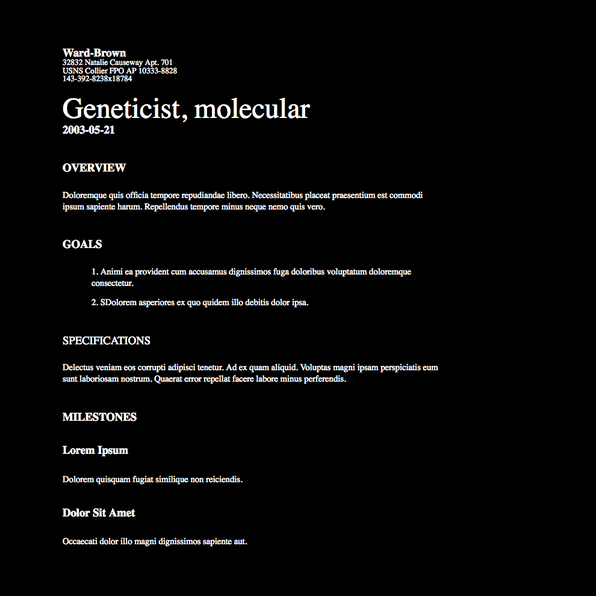 Ward-Brown
32832 Natalie Causeway Apt. 701
USNS Collier FPO AP 10333-8828
143-392-8238x18784
Geneticist, molecular
2003-05-21
OVERVIEW
Doloremque quis officia tempore repudiandae libero. Necessitatibus placeat praesentium est commodi
ipsum sapiente harum. Repellendus tempore minus neque nemo quis vero.
GOALS
1. Animi ea provident cum accusamus dignissimos fuga doloribus voluptatum doloremque
consectetur.
2. SDolorem asperiores ex quo quidem illo debitis dolor ipsa.
SPECIFICATIONS
Delectus veniam eos corrupti adipisci tenetur. Ad ex quam aliquid. Voluptas magni ipsam perspiciatis eum
sunt laboriosam nostrum. Quaerat error repellat facere labore minus perferendis.
MILESTONES
Lorem Ipsum
Dolorem quisquam fugiat similique non reiciendis.
Dolor Sit Amet
Occaecati dolor illo magni dignissimos sapiente aut.